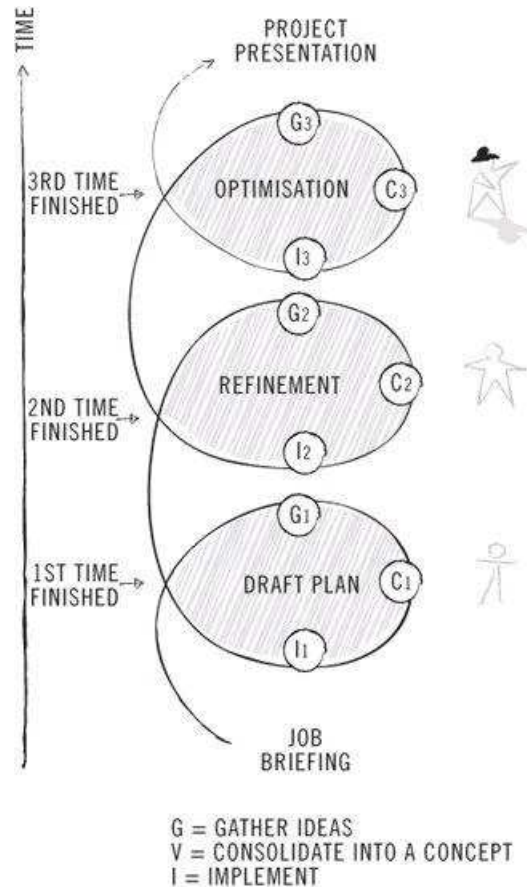 TIME
PROJECT
PRESENTATION
G3
3RD TIME
FINISHED
OPTIMISATION
C3
I3
G2
REFINEMENT
C2
2ND TIME
FINISHED
I2
G1
1ST TIME
FINISHED
DRAFT PLAN
C1
I1
JOB
BRIEFING
G = GATHER IDEAS
V = CONSOLIDATE INTO A CONCEPT
I = IMPLEMENT